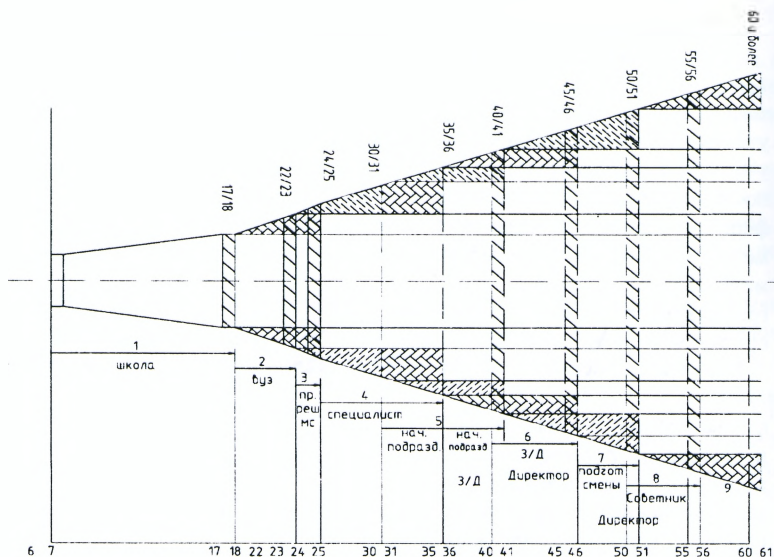 17/18
22/23
24/25
30/31
35/36
40/41
45/46
50/51
55/56
60 и более
1
школа
2
вуз
3
пр.
реш
мс
4
специалист
5
нач.
подразд
нач.
подразд
З/Д
6
З/Д
Директор
7
подгот.
смены
8
Советник
Директор
9
6 7 17 18 22 23 24 25 30 31 35 36 40 41 45 46 50 51 55 56 60 61